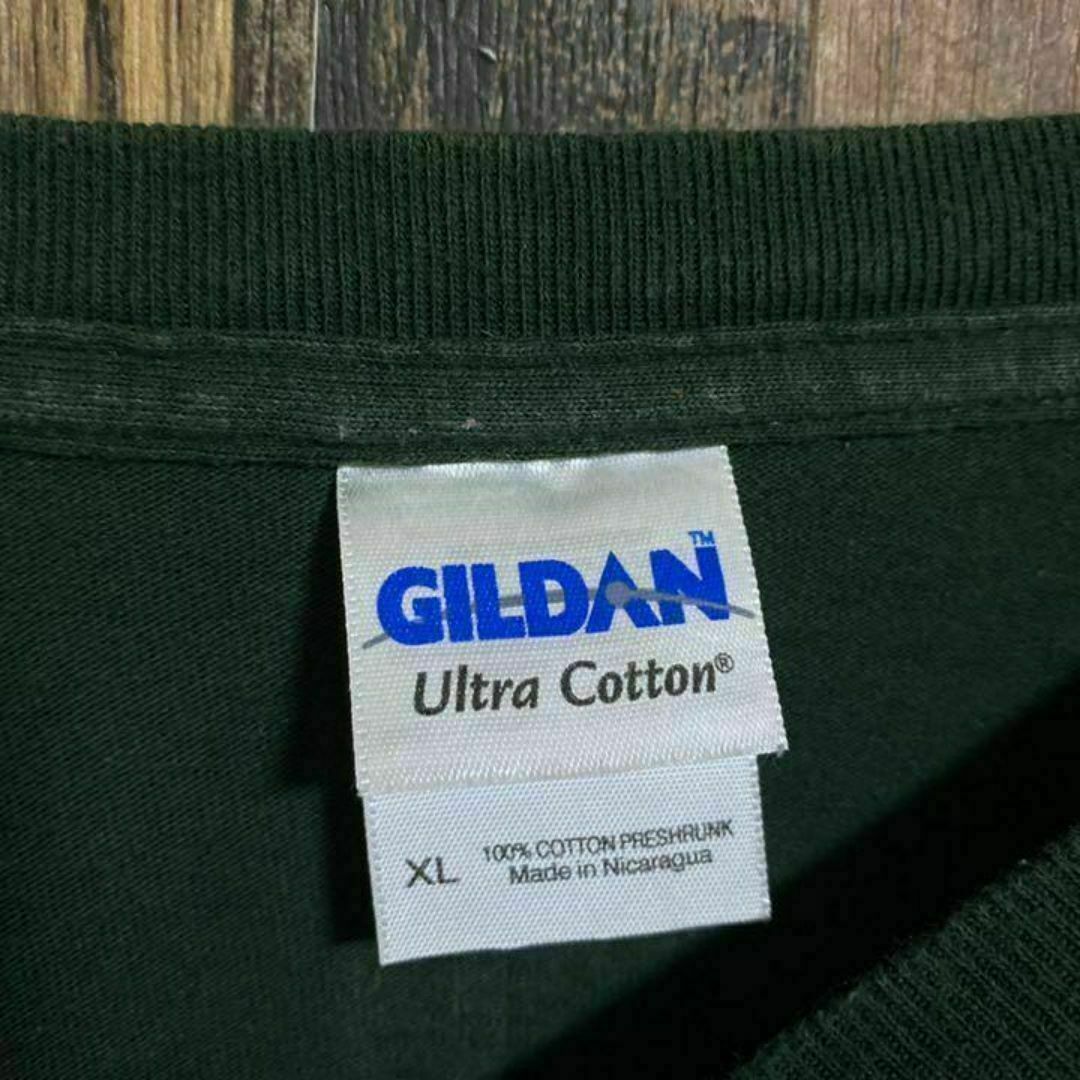 GILDAN™
Ultra Cotton®
XL
100% COTTON PRESHRUNK
Made in Nicaragua